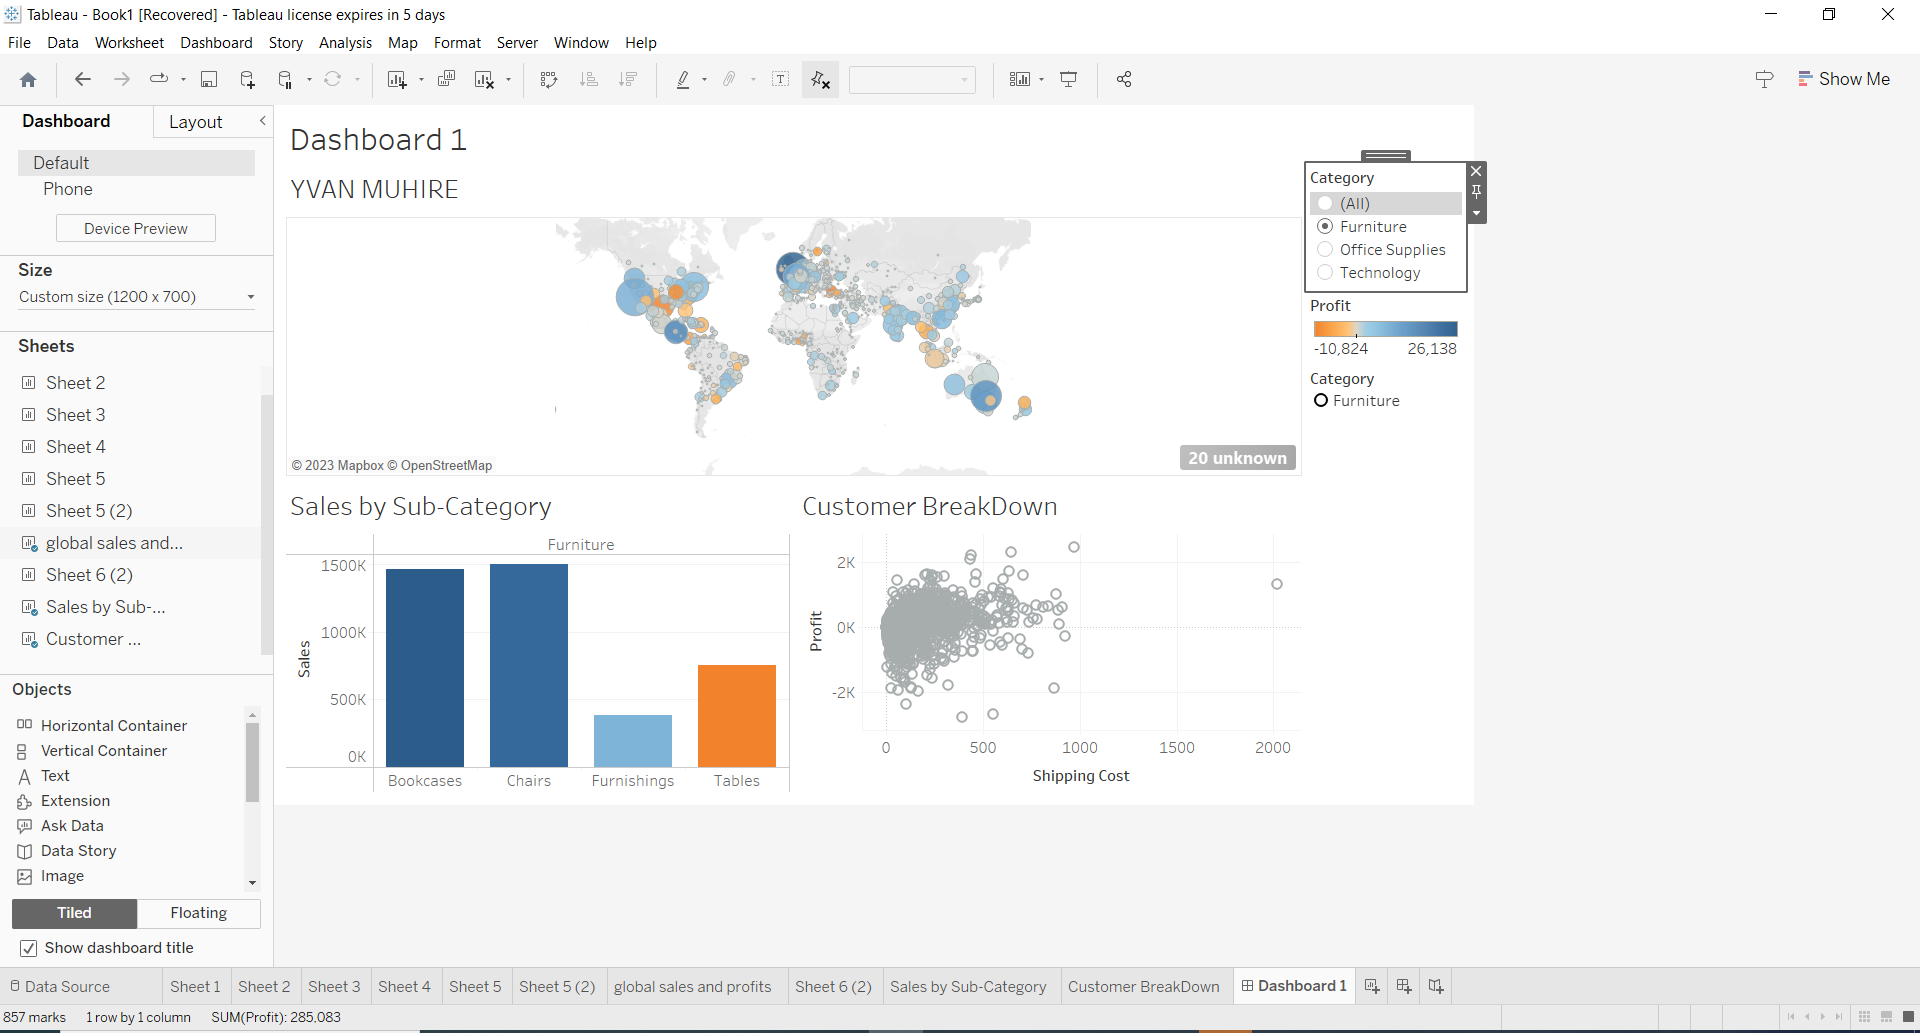 Tableau - Book1 [Recovered] - Tableau license expires in 5 days
File Data Worksheet Dashboard Story Analysis Map Format Server Window Help
Show Me
Dashboard Layout
Default
Phone
Device Preview
Size
Custom size (1200 x 700)
Sheets
Sheet 2
Sheet 3
Sheet 4
Sheet 5
Sheet 5 (2)
global sales and...
Sheet 6 (2)
Sales by Sub-...
Customer ...
Objects
Horizontal Container
Vertical Container
Text
Extension
Ask Data
Data Story
Image
Tiled Floating
Show dashboard title
Dashboard 1
YVAN MUHIRE
© 2023 Mapbox © OpenStreetMap
20 unknown
Category
(All)
Furniture
Office Supplies
Technology
Profit
-10,824 26,138
Category
Furniture
Sales by Sub-Category
Furniture
1500K
1000K
500K
0K
Sales
Bookcases Chairs Furnishings Tables
Customer BreakDown
2K
0K
-2K
Profit
0 500 1000 1500 2000
Shipping Cost
Data Source Sheet 1 Sheet 2 Sheet 3 Sheet 4 Sheet 5 Sheet 5 (2) global sales and profits Sheet 6 (2) Sales by Sub-Category Customer BreakDown Dashboard 1
857 marks 1 row by 1 column SUM(Profit): 285,083